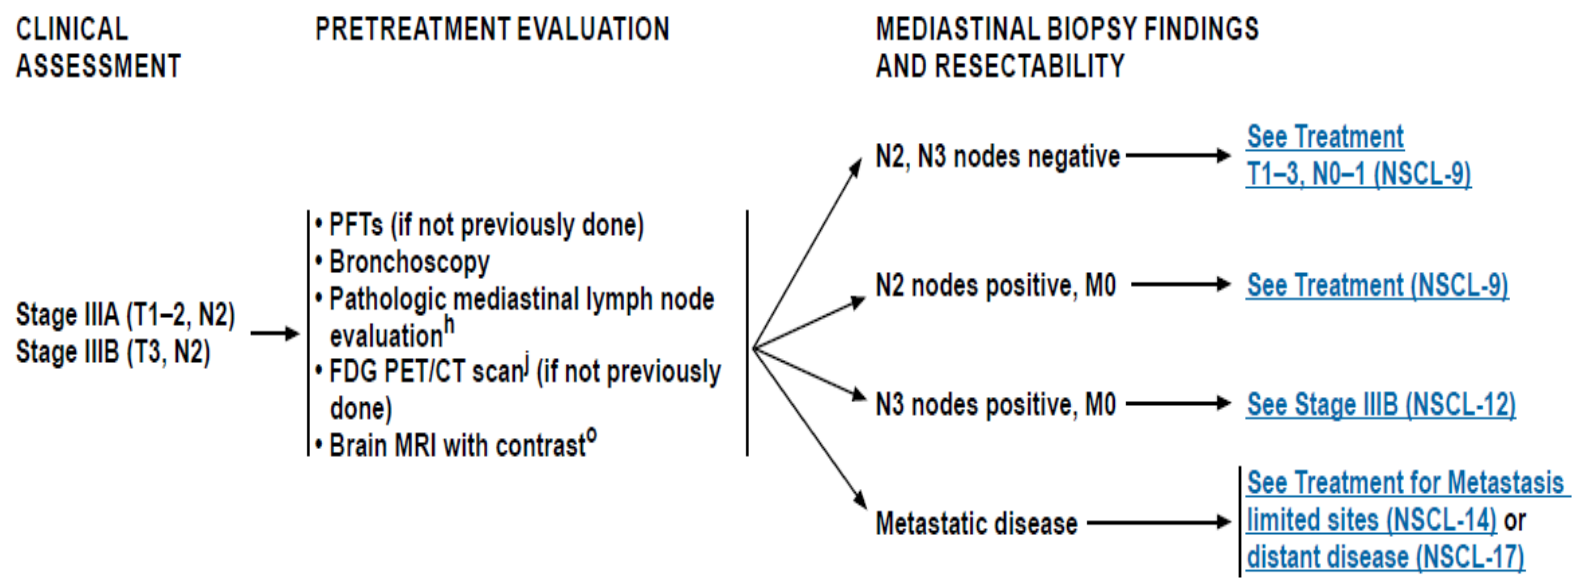 CLINICAL
ASSESSMENT
PRETREATMENT EVALUATION
MEDIASTINAL BIOPSY FINDINGS
AND RESECTABILITY
Stage IIIA (T1–2, N2)
Stage IIIB (T3, N2)
• PFTs (if not previously done)
• Bronchoscopy
• Pathologic mediastinal lymph node
evaluationh
• FDG PET/CT scanj (if not previously
done)
• Brain MRI with contrasto
N2, N3 nodes negative
See Treatment
T1–3, N0–1 (NSCL-9)
N2 nodes positive, M0
See Treatment (NSCL-9)
N3 nodes positive, M0
See Stage IIIB (NSCL-12)
Metastatic disease
See Treatment for Metastasis
limited sites (NSCL-14) or
distant disease (NSCL-17)